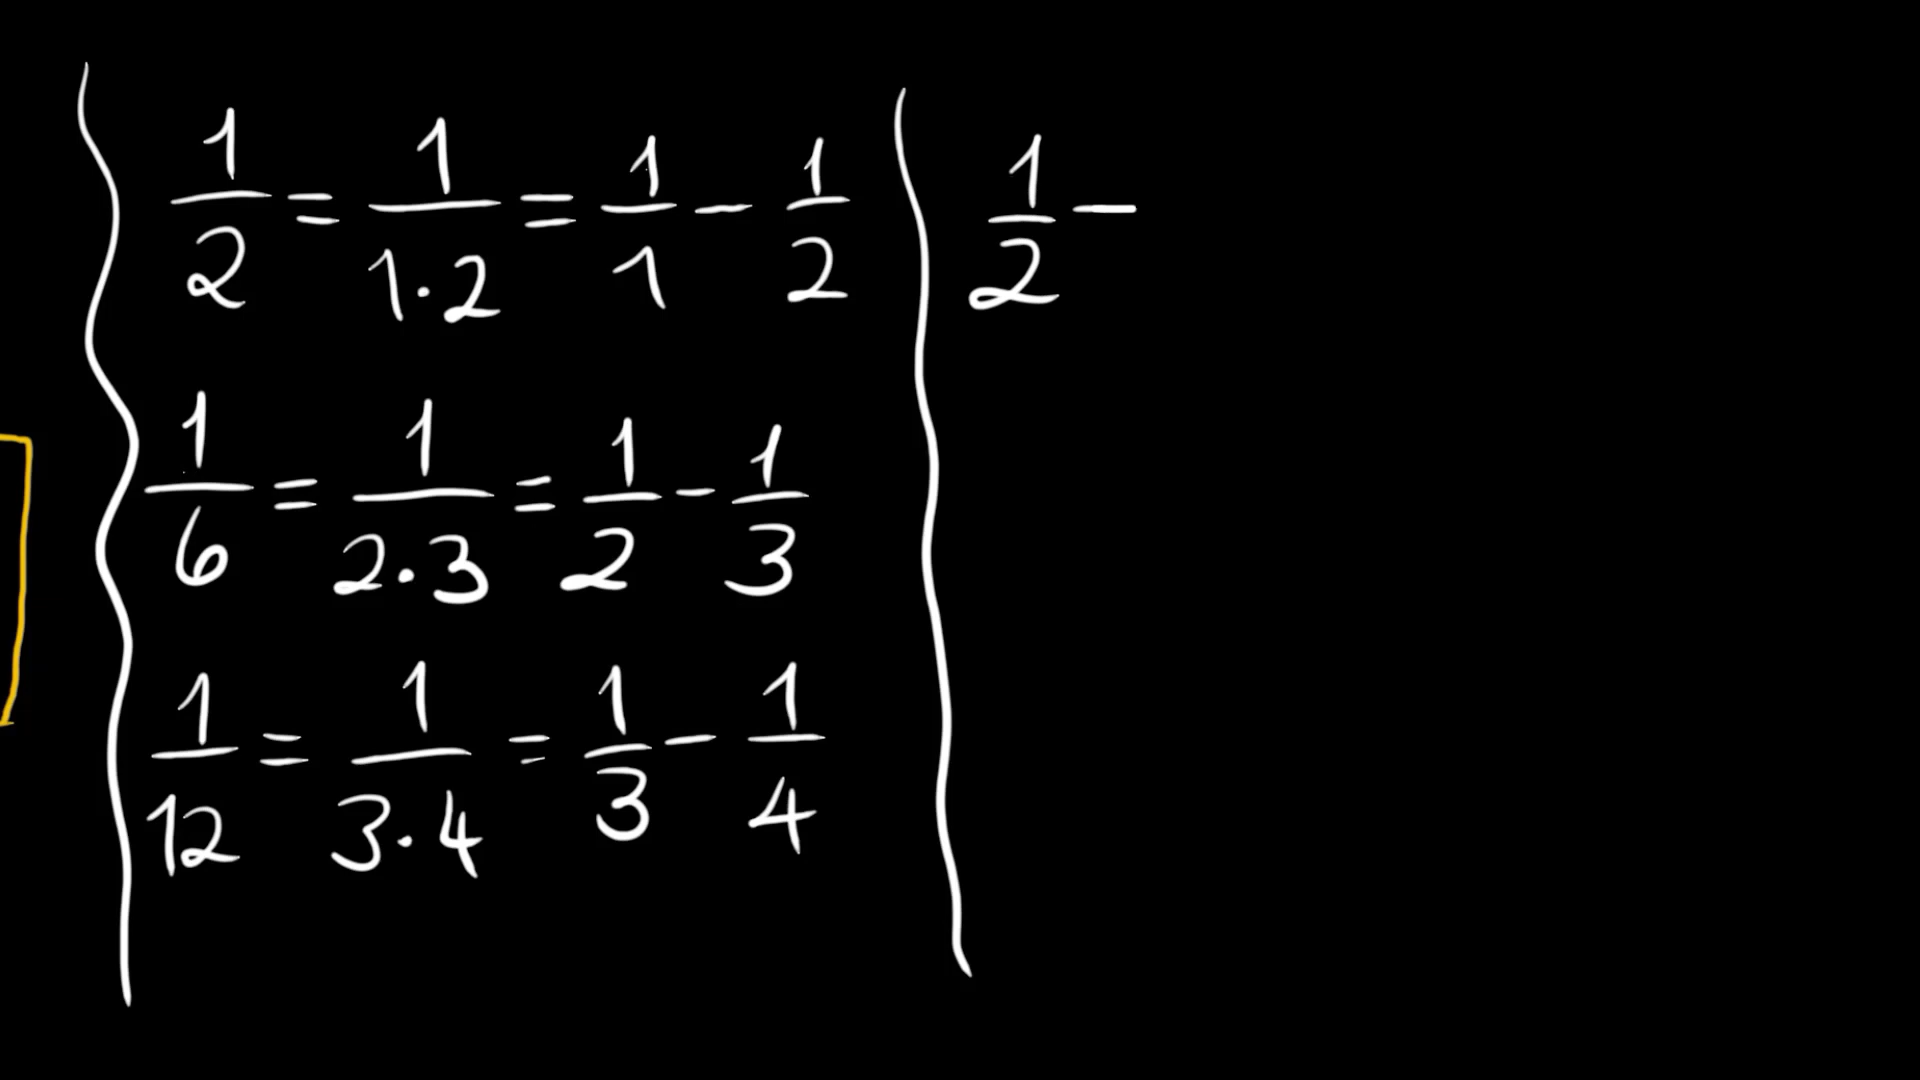 1/2 = 1/1·2 = 1/1 - 1/2
1/6 = 1/2·3 = 1/2 - 1/3
1/12 = 1/3·4 = 1/3 - 1/4
1/2 -